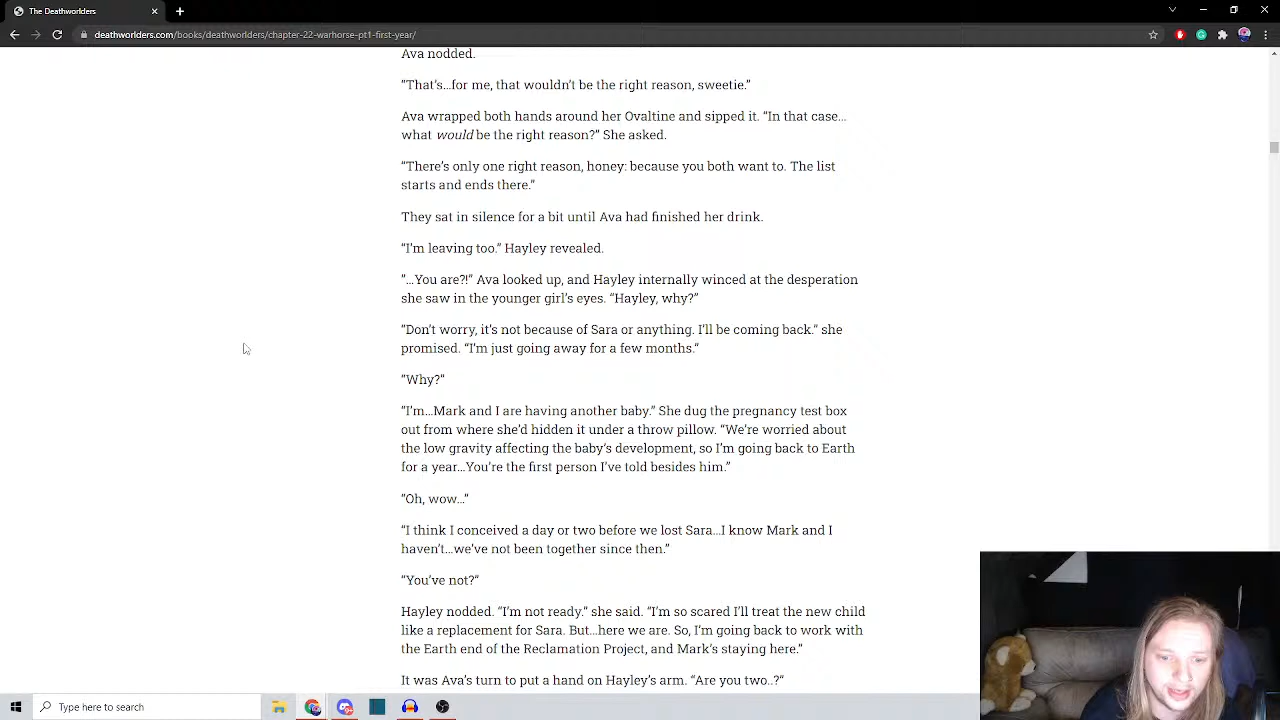 The Deathworlders
deathworlders.com/books/deathworlders/chapter-22-warhorse-pt1-first-year/
Ava nodded.
“That’s…for me, that wouldn’t be the right reason, sweetie.”
Ava wrapped both hands around her Ovaltine and sipped it. “In that case…
what would be the right reason?” She asked.
“There’s only one right reason, honey: because you both want to. The list
starts and ends there.”
They sat in silence for a bit until Ava had finished her drink.
“I’m leaving too.” Hayley revealed.
“…You are?!” Ava looked up, and Hayley internally winced at the desperation
she saw in the younger girl’s eyes. “Hayley, why?”
“Don’t worry, it’s not because of Sara or anything. I’ll be coming back.” she
promised. “I’m just going away for a few months.”
“Why?”
“I’m…Mark and I are having another baby.” She dug the pregnancy test box
out from where she’d hidden it under a throw pillow. “We’re worried about
the low gravity affecting the baby’s development, so I’m going back to Earth
for a year…You’re the first person I’ve told besides him.”
“Oh, wow…”
“I think I conceived a day or two before we lost Sara…I know Mark and I
haven’t…we’ve not been together since then.”
“You’ve not?”
Hayley nodded. “I’m not ready.” she said. “I’m so scared I’ll treat the new child
like a replacement for Sara. But…here we are. So, I’m going back to work with
the Earth end of the Reclamation Project, and Mark’s staying here.”
It was Ava’s turn to put a hand on Hayley’s arm. “Are you two..?”
Type here to search